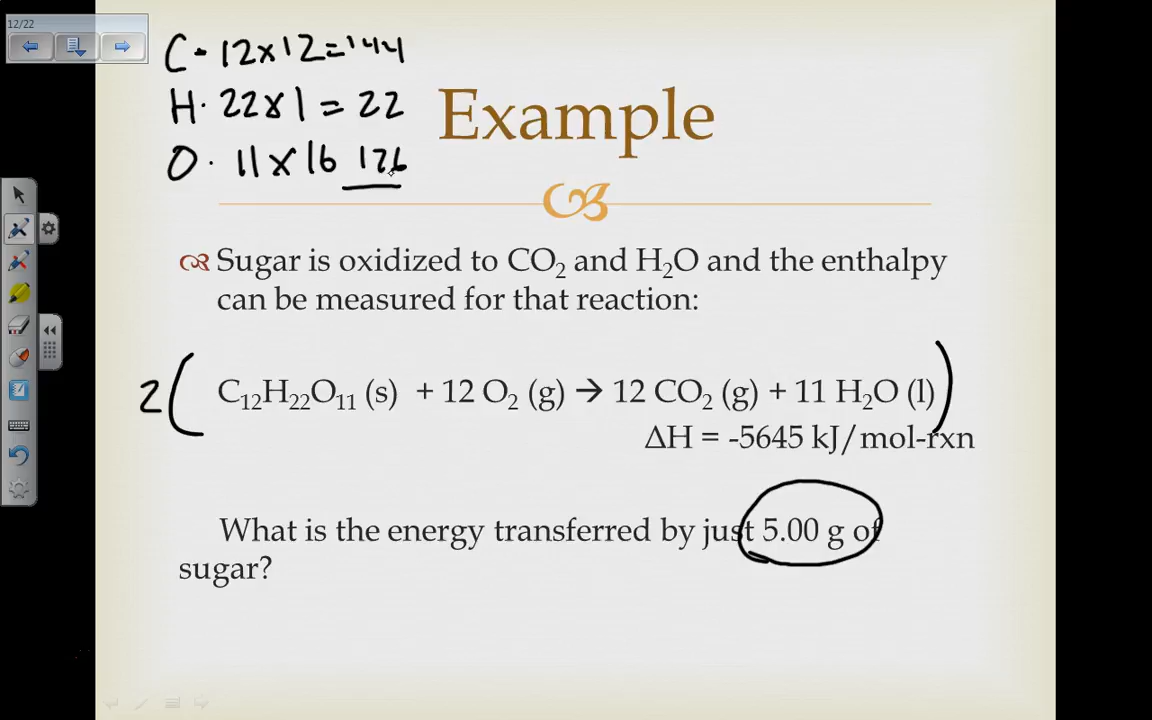 12/22
C - 12x12=144
H · 22x1 = 22
O · 11x16 176
Example
Sugar is oxidized to CO₂ and H₂O and the enthalpy
can be measured for that reaction:
2( C₁₂H₂₂O₁₁ (s) + 12 O₂ (g) → 12 CO₂ (g) + 11 H₂O (l) )
ΔH = -5645 kJ/mol-rxn
What is the energy transferred by just 5.00 g of
sugar?